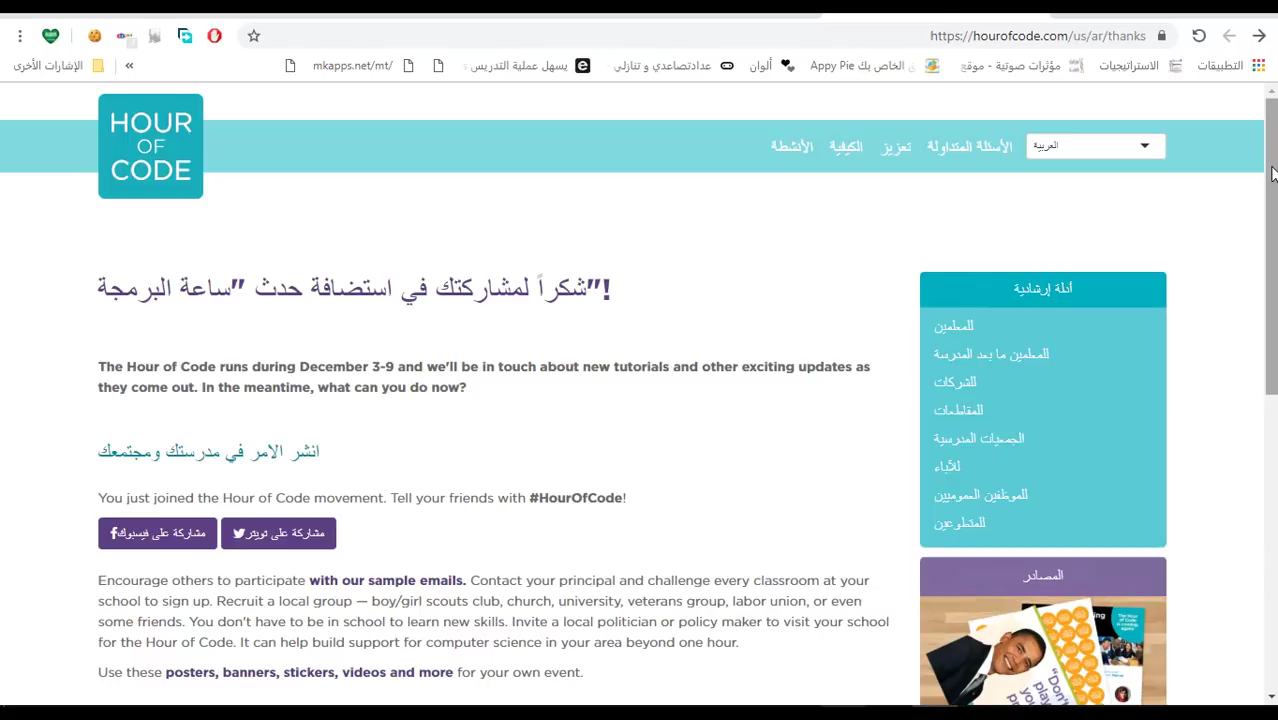 https://hourofcode.com/us/ar/thanks
التطبيقات
الاستراتيجيات
مؤثرات صوتية - موقع
الخاص بك Appy Pie
ألوان
عدادتصاعدي و تنازلي
يسهل عملية التدريس
mkapps.net/mt/
«
الإشارات الأخرى
HOUR
OF
CODE
الأنشطة
الكيفية
تعزيز
الأسئلة المتداولة
العربية
شكراً لمشاركتك في استضافة حدث "ساعة البرمجة"!
The Hour of Code runs during December 3-9 and we'll be in touch about new tutorials and other exciting updates as
they come out. In the meantime, what can you do now?
انشر الامر في مدرستك ومجتمعك
You just joined the Hour of Code movement. Tell your friends with #HourOfCode!
مشاركة على فيسبوك
مشاركة على تويتر
Encourage others to participate with our sample emails. Contact your principal and challenge every classroom at your
school to sign up. Recruit a local group — boy/girl scouts club, church, university, veterans group, labor union, or even
some friends. You don't have to be in school to learn new skills. Invite a local politician or policy maker to visit your school
for the Hour of Code. It can help build support for computer science in your area beyond one hour.
Use these posters, banners, stickers, videos and more for your own event.
أدلة إرشادية
للمعلمين
للمعلمين ما بعد المدرسة
للشركات
للمقاطعات
الجمعيات المدرسية
للآباء
للموظفين العموميين
للمتطوعين
المصادر
"Don't
play
you